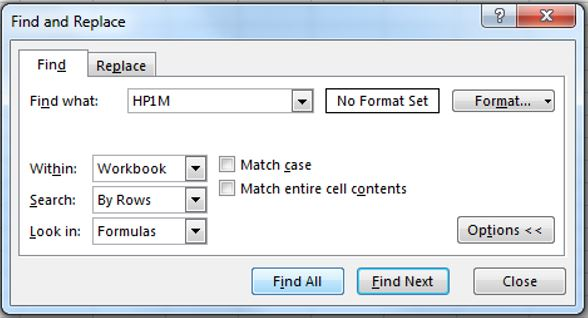 Find and Replace
Find Replace
Find what: HP1M No Format Set Format...
Within: Workbook Match case
Match entire cell contents
Search: By Rows
Look in: Formulas Options <<
Find All Find Next Close